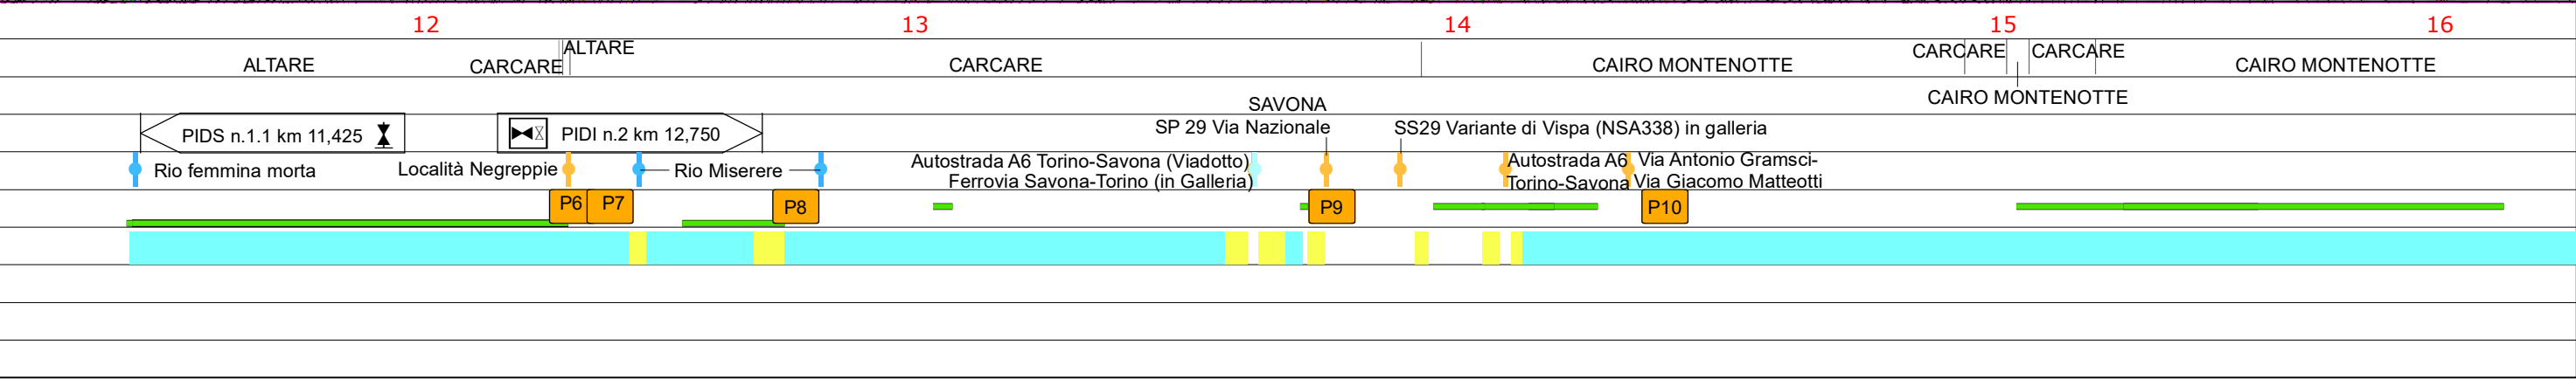 12 13 14 15 16
ALTARE CARCARE CARCARE
ALTARE CARCARE CARCARE CAIRO MONTENOTTE CAIRO MONTENOTTE
CAIRO MONTENOTTE
SAVONA
PIDS n.1.1 km 11,425 PIDI n.2 km 12,750 SP 29 Via Nazionale SS29 Variante di Vispa (NSA338) in galleria
Rio femmina morta Località Negreppie Rio Miserere
Autostrada A6 Torino-Savona (Viadotto)
Ferrovia Savona-Torino (in Galleria)
Autostrada A6
Torino-Savona
Via Antonio Gramsci-
Via Giacomo Matteotti
P6 P7 P8 P9 P10